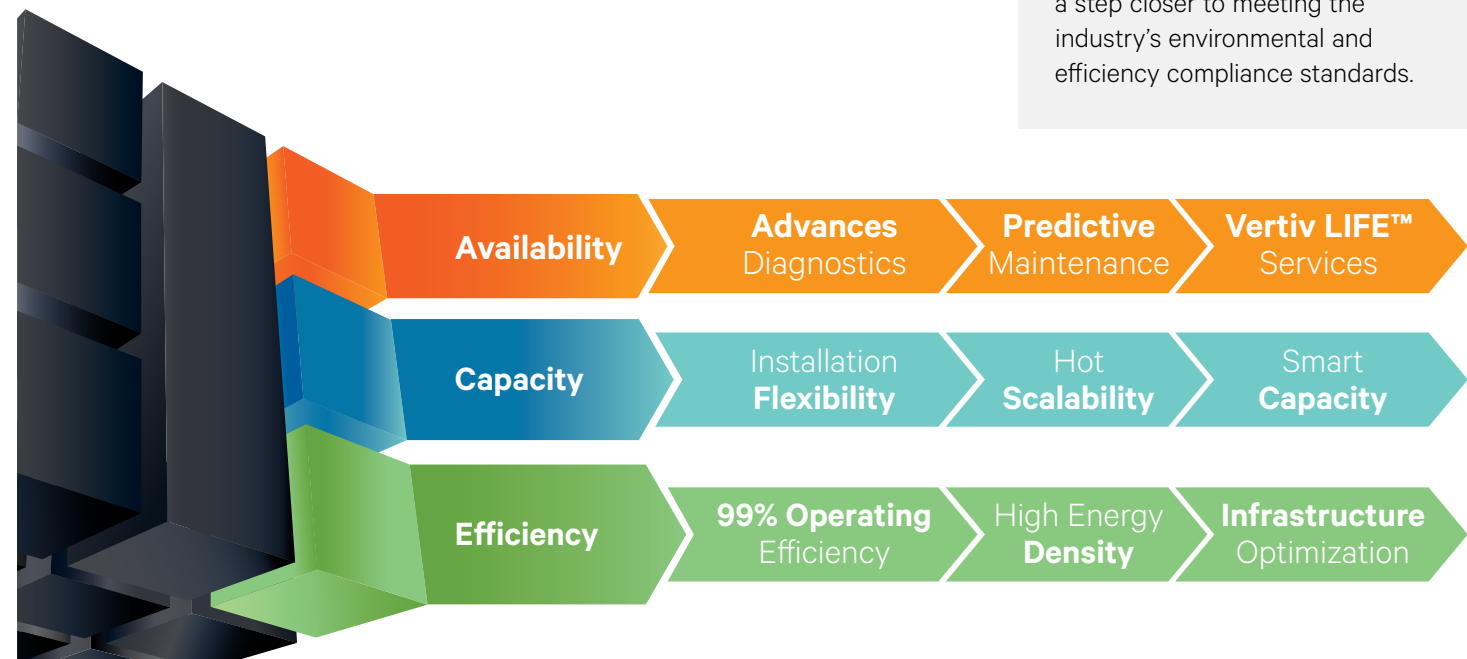 a step closer to meeting the
industry’s environmental and
efficiency compliance standards.
Availability
Advances
Diagnostics
Predictive
Maintenance
Vertiv LIFE™
Services
Capacity
Installation
Flexibility
Hot
Scalability
Smart
Capacity
Efficiency
99% Operating
Efficiency
High Energy
Density
Infrastructure
Optimization